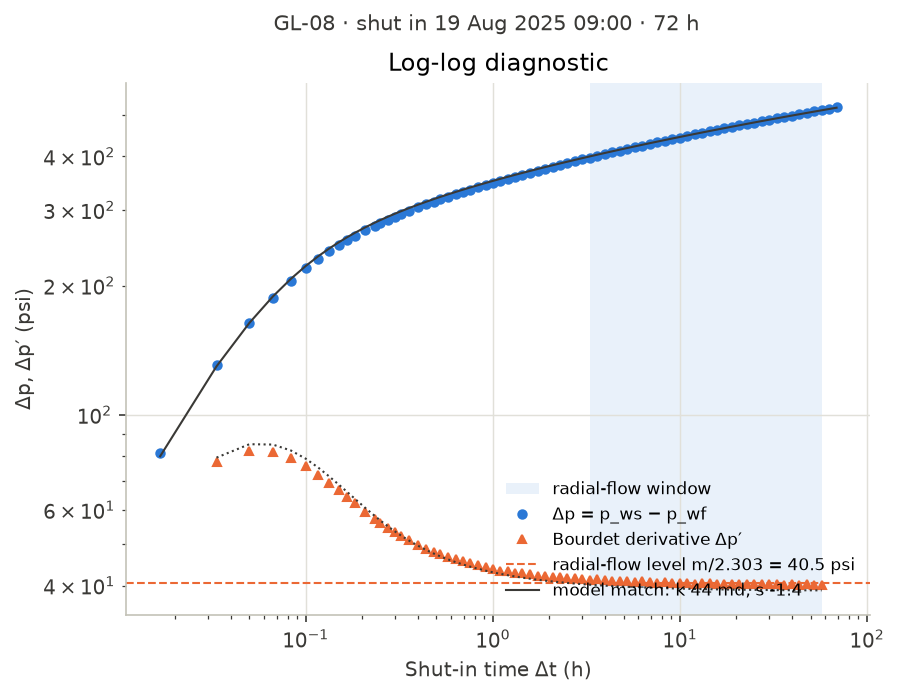 GL-08 · shut in 19 Aug 2025 09:00 · 72 h
Log-log diagnostic
Δp, Δp′ (psi)
4 × 10²
3 × 10²
2 × 10²
10²
6 × 10¹
4 × 10¹
radial-flow window
Δp = p_ws − p_wf
Bourdet derivative Δp′
radial-flow level m/2.303 = 40.5 psi
model match: k 44 md, s -1.4
10⁻¹
10⁰
10¹
10²
Shut-in time Δt (h)